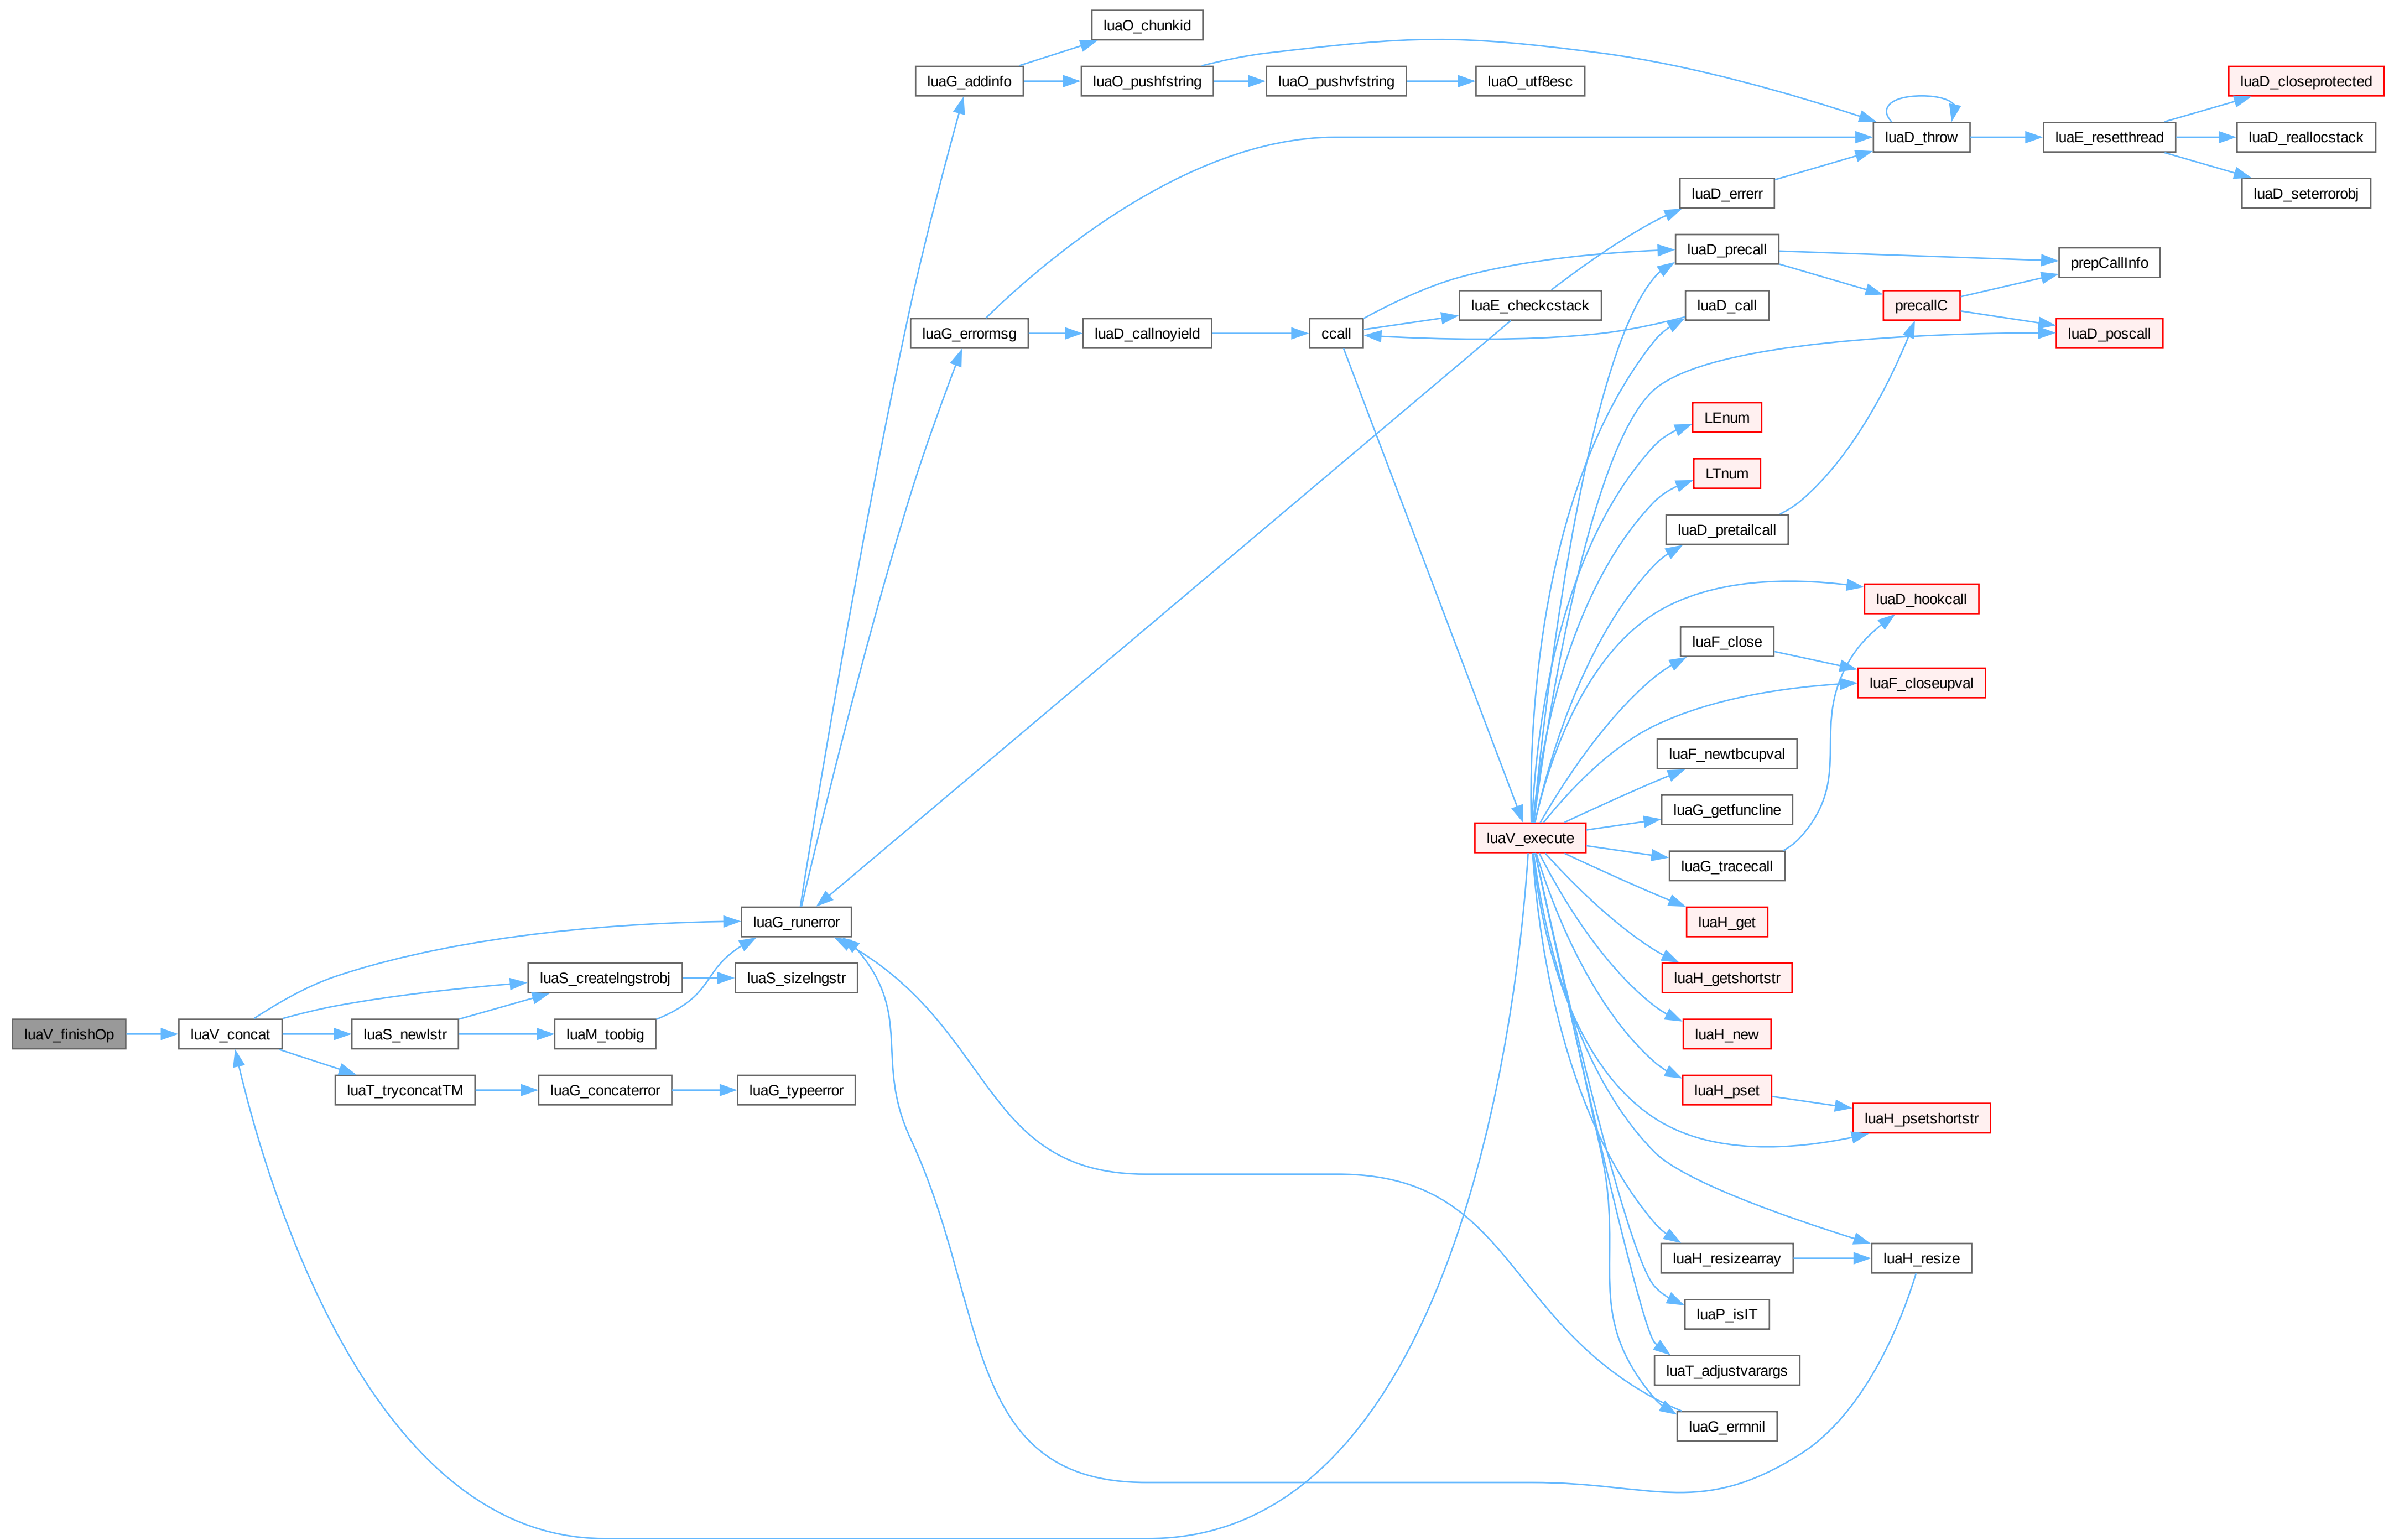 luaO_chunkid
luaG_addinfo
luaO_pushfstring
luaO_pushvfstring
luaO_utf8esc
luaD_closeprotected
luaD_throw
luaE_resetthread
luaD_reallocstack
luaD_errerr
luaD_seterrorobj
luaD_precall
prepCallInfo
luaG_errormsg
luaD_callnoyield
ccall
luaE_checkcstack
luaD_call
precallC
luaD_poscall
LEnum
LTnum
luaD_pretailcall
luaD_hookcall
luaF_close
luaF_closeupval
luaF_newtbcupval
luaG_getfuncline
luaV_execute
luaG_tracecall
luaG_runerror
luaH_get
luaS_createlngstrobj
luaS_sizelngstr
luaH_getshortstr
luaV_finishOp
luaV_concat
luaS_newlstr
luaM_toobig
luaH_new
luaT_tryconcatTM
luaG_concaterror
luaG_typeerror
luaH_pset
luaH_psetshortstr
luaH_resizearray
luaH_resize
luaP_isIT
luaT_adjustvarargs
luaG_errnnil